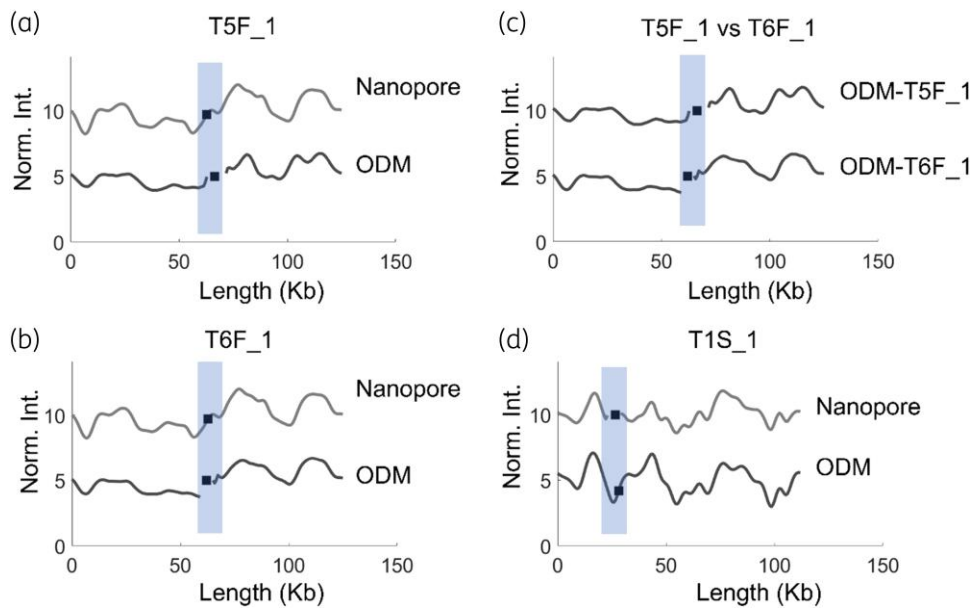 (a)
T5F_1
Norm. Int.
10
5
0
Nanopore
ODM
0 50 100 150
Length (Kb)
(c)
T5F_1 vs T6F_1
Norm. Int.
10
5
0
ODM-T5F_1
ODM-T6F_1
0 50 100 150
Length (Kb)
(b)
T6F_1
Norm. Int.
10
5
0
Nanopore
ODM
0 50 100 150
Length (Kb)
(d)
T1S_1
Norm. Int.
10
5
0
Nanopore
ODM
0 50 100 150
Length (Kb)